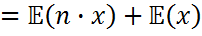 = 𝔼(n · x) + 𝔼(x)